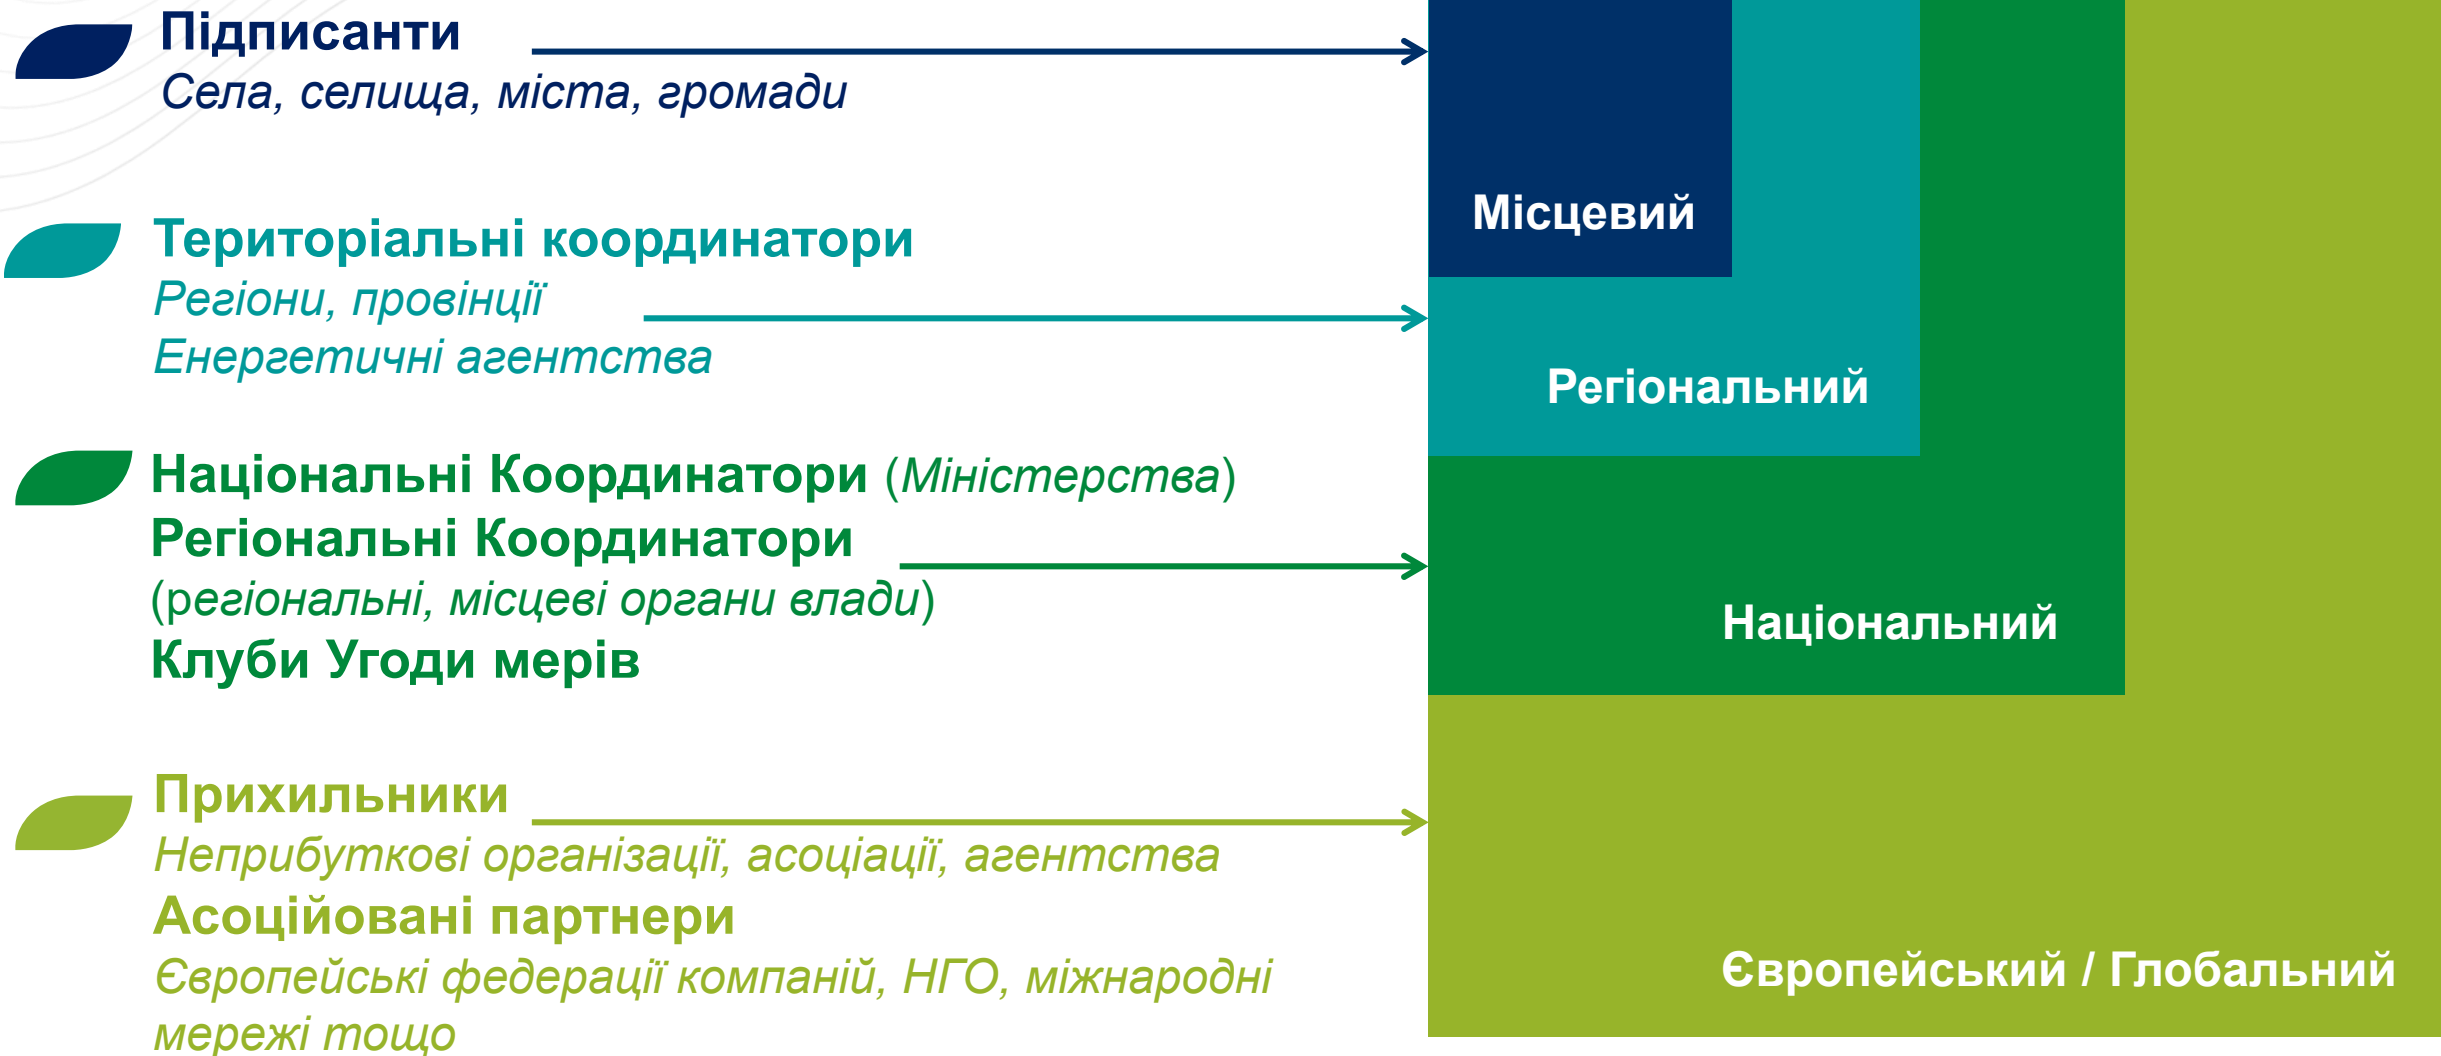 Підписанти
Села, селища, міста, громади
Місцевий
Територіальні координатори
Регіони, провінції
Енергетичні агентства
Регіональний
Національні Координатори (Міністерства)
Регіональні Координатори
(регіональні, місцеві органи влади)
Клуби Угоди мерів
Національний
Прихильники
Неприбуткові організації, асоціації, агентства
Асоційовані партнери
Європейські федерації компаній, НГО, міжнародні
мережі тощо
Європейський / Глобальний